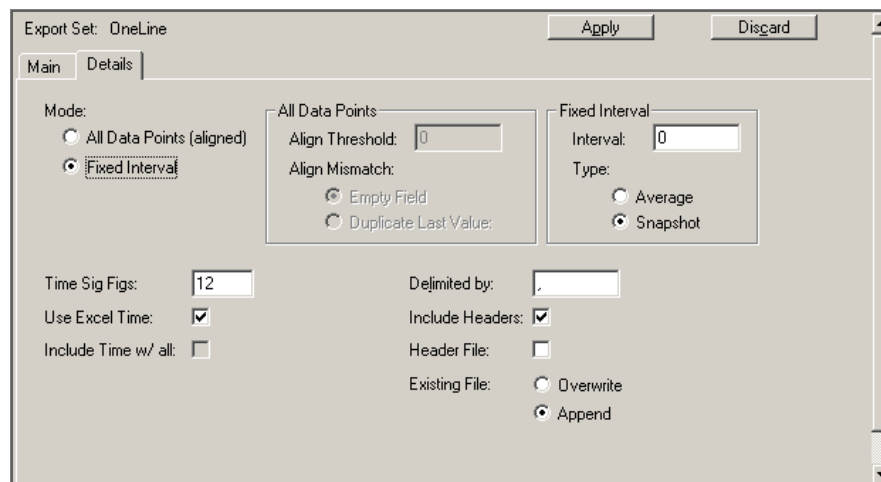 Export Set: OneLine
Apply
Discard
Main
Details
Mode:
All Data Points (aligned)
Fixed Interval
All Data Points
Align Threshold: 0
Align Mismatch:
Empty Field
Duplicate Last Value:
Fixed Interval
Interval: 0
Type:
Average
Snapshot
Time Sig Figs: 12
Use Excel Time:
Include Time w/ all:
Delimited by: ,
Include Headers:
Header File:
Existing File:
Overwrite
Append